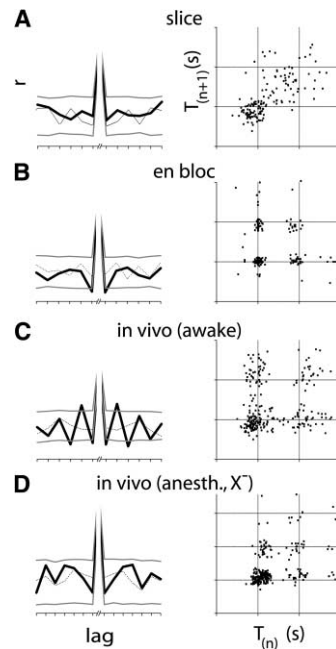 A
slice
r
T(n+1)(s)
B
en bloc
C
in vivo (awake)
D
in vivo (anesth., X⁻)
lag
T(n) (s)